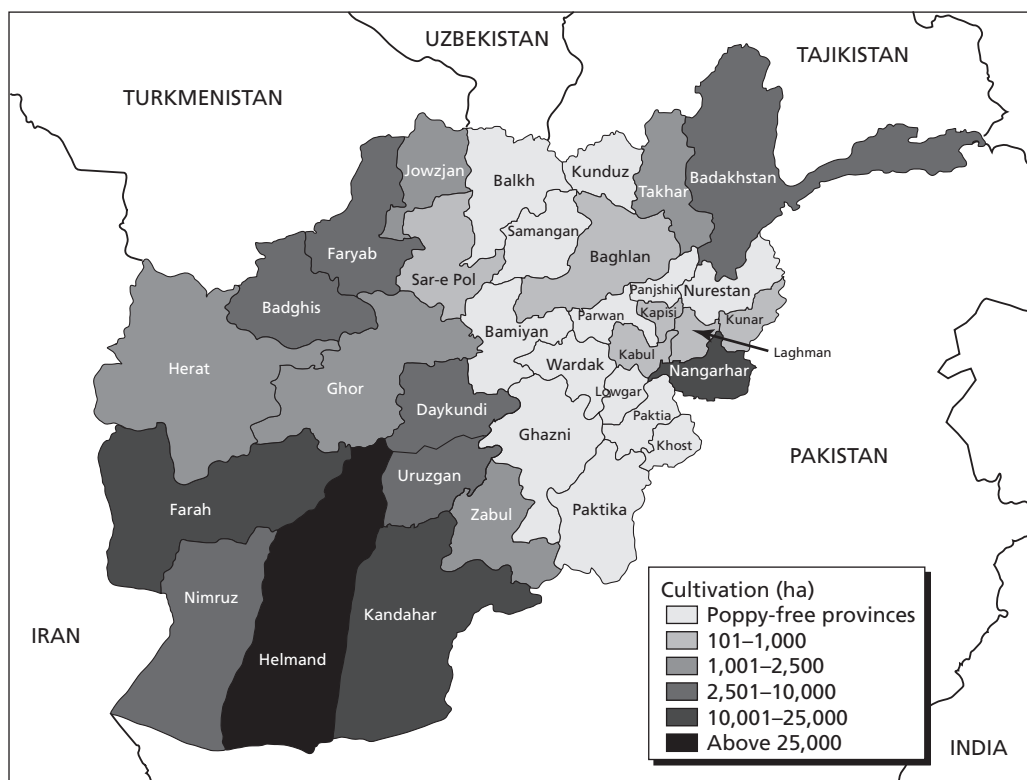 UZBEKISTAN
TAJIKISTAN
TURKMENISTAN
Jowzjan
Balkh
Kunduz
Takhar
Badakhstan
Samangan
Faryab
Baghlan
Sar-e Pol
Panjshir
Nurestan
Badghis
Parwan
Kapisi
Kunar
Bamiyan
Kabul
Laghman
Herat
Wardak
Nangarhar
Ghor
Lowgar
Daykundi
Paktia
Ghazni
Khost
PAKISTAN
Uruzgan
Farah
Zabul
Paktika
Nimruz
Kandahar
IRAN
Helmand
Cultivation (ha)
Poppy-free provinces
101–1,000
1,001–2,500
2,501–10,000
10,001–25,000
Above 25,000
INDIA